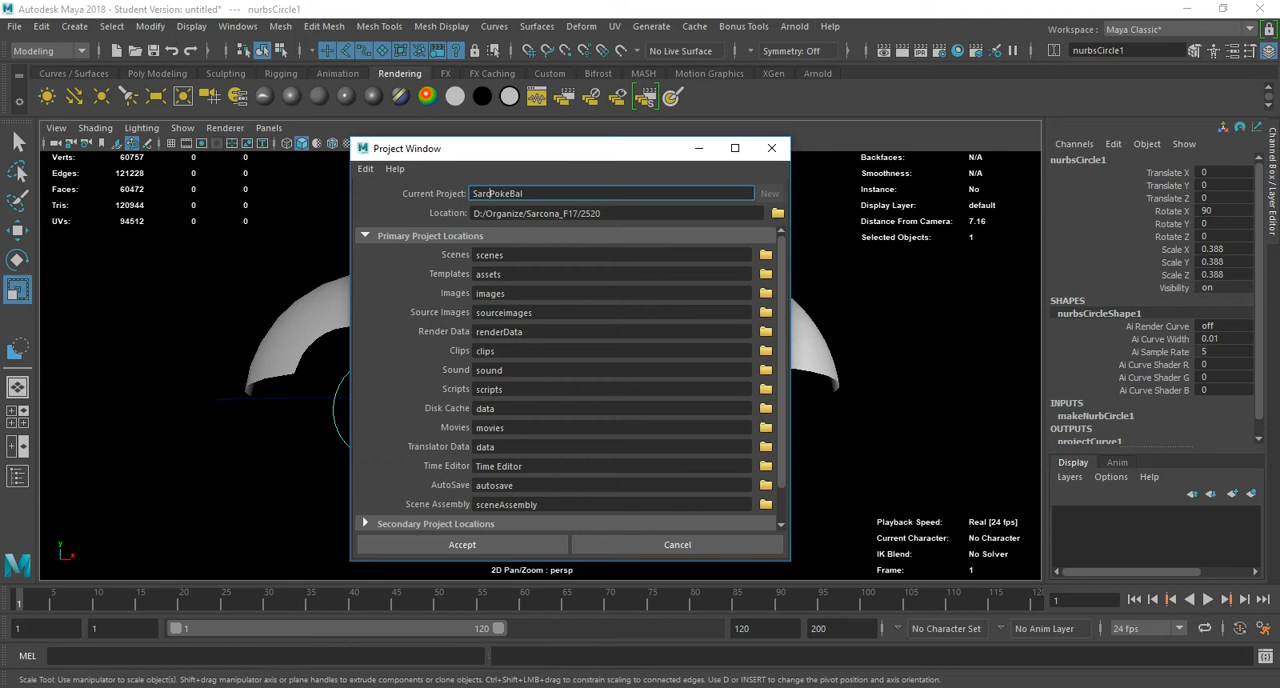 Autodesk Maya 2018 - Student Version: untitled*   ---   nurbsCircle1
File Edit Create Select Modify Display Windows Mesh Edit Mesh Mesh Tools Mesh Display Curves Surfaces Deform UV Generate Cache Bonus Tools Arnold Help
Workspace : Maya Classic*
Modeling No Live Surface Symmetry: Off nurbsCircle1
Curves / Surfaces Poly Modeling Sculpting Rigging Animation Rendering FX FX Caching Custom Bifrost MASH Motion Graphics XGen Arnold
View Shading Lighting Show Renderer Panels
Verts: 60757 0 0
Edges: 121228 0 0
Faces: 60472 0 0
Tris: 120944 0 0
UVs: 94512 0 0
Backfaces: N/A
Smoothness: N/A
Instance: No
Display Layer: default
Distance From Camera: 7.16
Selected Objects: 1
Project Window
Edit Help
Current Project: SarcPokeBal New
Location: D:/Organize/Sarcona_F17/2520
Primary Project Locations
Scenes scenes
Templates assets
Images images
Source Images sourceimages
Render Data renderData
Clips clips
Sound sound
Scripts scripts
Disk Cache data
Movies movies
Translator Data data
Time Editor Time Editor
AutoSave autosave
Scene Assembly sceneAssembly
Secondary Project Locations
Accept Cancel
Channels Edit Object Show
nurbsCircle1
Translate X 0
Translate Y 0
Translate Z 0
Rotate X 90
Rotate Y 0
Rotate Z 0
Scale X 0.388
Scale Y 0.388
Scale Z 0.388
Visibility on
SHAPES
nurbsCircleShape1
Ai Render Curve off
Ai Curve Width 0.01
Ai Sample Rate 5
Ai Curve Shader R 0
Ai Curve Shader G 0
Ai Curve Shader B 0
INPUTS
makeNurbCircle1
OUTPUTS
projectCurve1
Channel Box / Layer Editor
Display Anim
Layers Options Help
Playback Speed: Real [24 fps]
Current Character: No Character
IK Blend: No Solver
Frame: 1
y
x
2D Pan/Zoom : persp
1 5 10 15 20 25 30 35 40 45 50 55 60 65 70 75 80 85 90 95 100 105 110 115 120
1
1 1 1 120 120 200 No Character Set No Anim Layer 24 fps
MEL
Scale Tool: Use manipulator to scale object(s). Shift+drag manipulator axis or plane handles to extrude components or clone objects. Ctrl+Shift+LMB+drag to constrain scaling to connected edges. Use D or INSERT to change the pivot position and axis orientation.